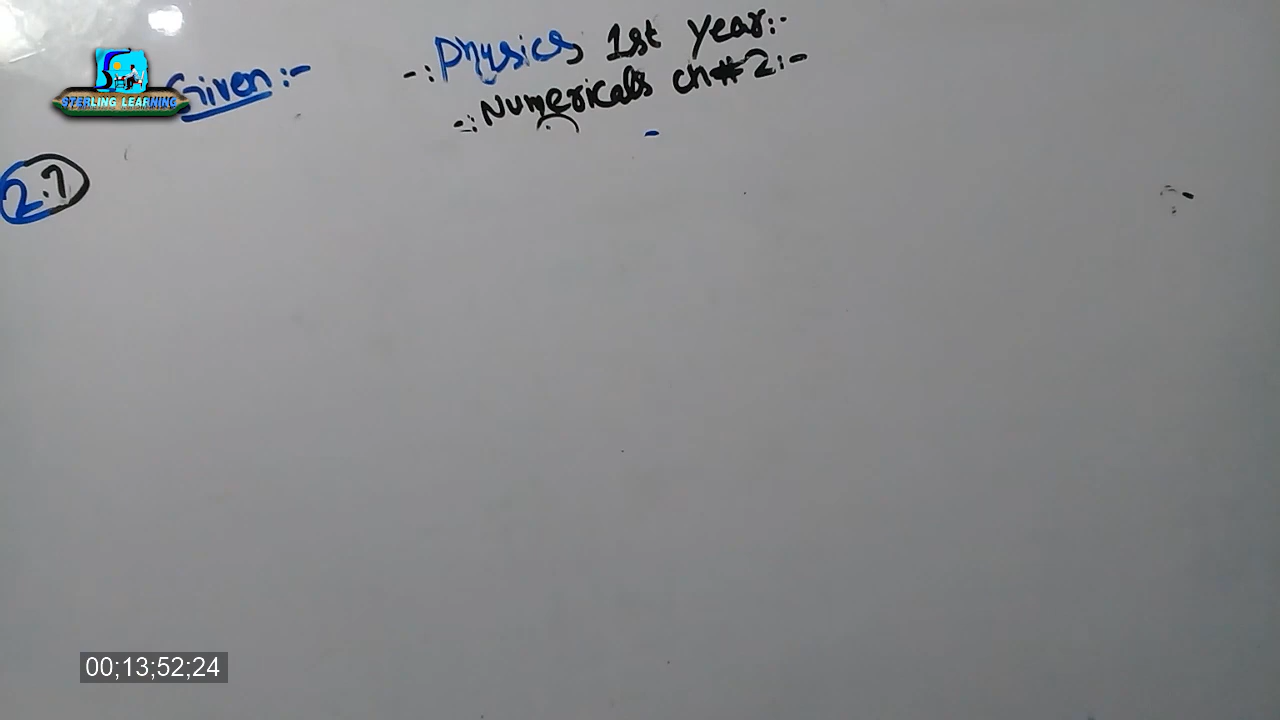 -: Physics 1st Year:-
Given:-
-: Numericals ch# 2:-
STERLING LEARNING
2.7
00;13;52;24